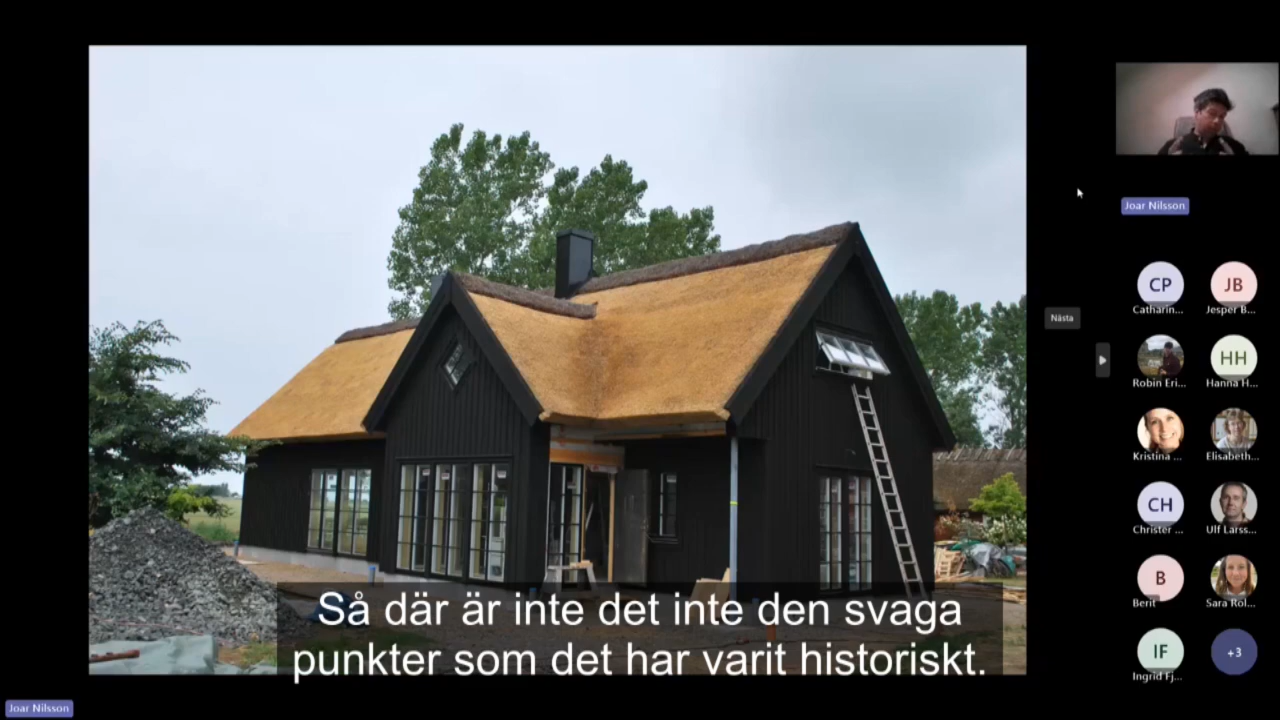 Joar Nilsson
CP
JB
Catharin...
Jesper B...
Nästa
HH
Robin Eri...
Hanna H...
Kristina ...
Elisabeth...
CH
Christer ...
Ulf Larss...
B
Berit
Sara Rol...
IF
+3
Ingrid Fj...
Så där är inte det inte den svaga
punkter som det har varit historiskt.
Joar Nilsson